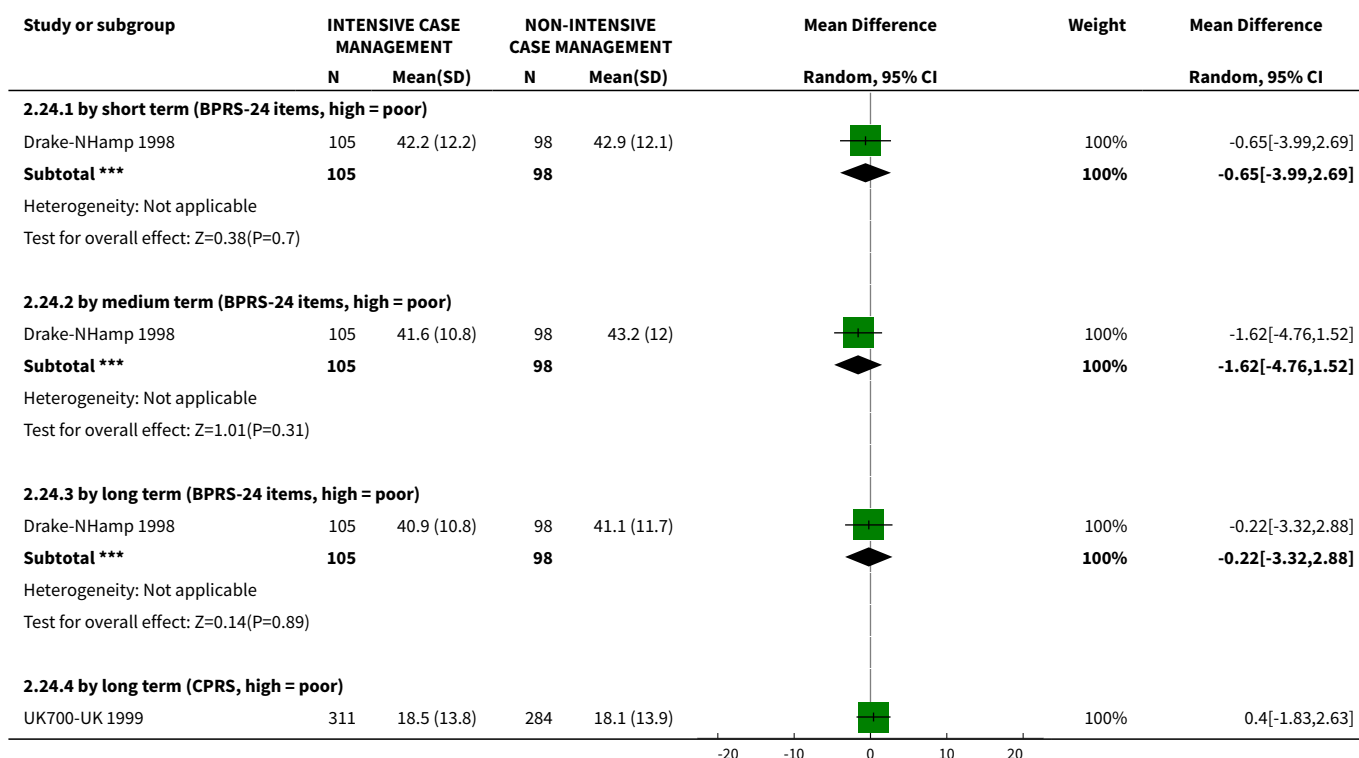 Study or subgroup INTENSIVE CASE MANAGEMENT NON-INTENSIVE CASE MANAGEMENT Mean Difference Weight Mean Difference
N Mean(SD) N Mean(SD) Random, 95% CI Random, 95% CI
2.24.1 by short term (BPRS-24 items, high = poor)
Drake-NHamp 1998 105 42.2 (12.2) 98 42.9 (12.1) 100% -0.65[-3.99,2.69]
Subtotal *** 105 98 100% -0.65[-3.99,2.69]
Heterogeneity: Not applicable
Test for overall effect: Z=0.38(P=0.7)
2.24.2 by medium term (BPRS-24 items, high = poor)
Drake-NHamp 1998 105 41.6 (10.8) 98 43.2 (12) 100% -1.62[-4.76,1.52]
Subtotal *** 105 98 100% -1.62[-4.76,1.52]
Heterogeneity: Not applicable
Test for overall effect: Z=1.01(P=0.31)
2.24.3 by long term (BPRS-24 items, high = poor)
Drake-NHamp 1998 105 40.9 (10.8) 98 41.1 (11.7) 100% -0.22[-3.32,2.88]
Subtotal *** 105 98 100% -0.22[-3.32,2.88]
Heterogeneity: Not applicable
Test for overall effect: Z=0.14(P=0.89)
2.24.4 by long term (CPRS, high = poor)
UK700-UK 1999 311 18.5 (13.8) 284 18.1 (13.9) 100% 0.4[-1.83,2.63]
-20 -10 0 10 20